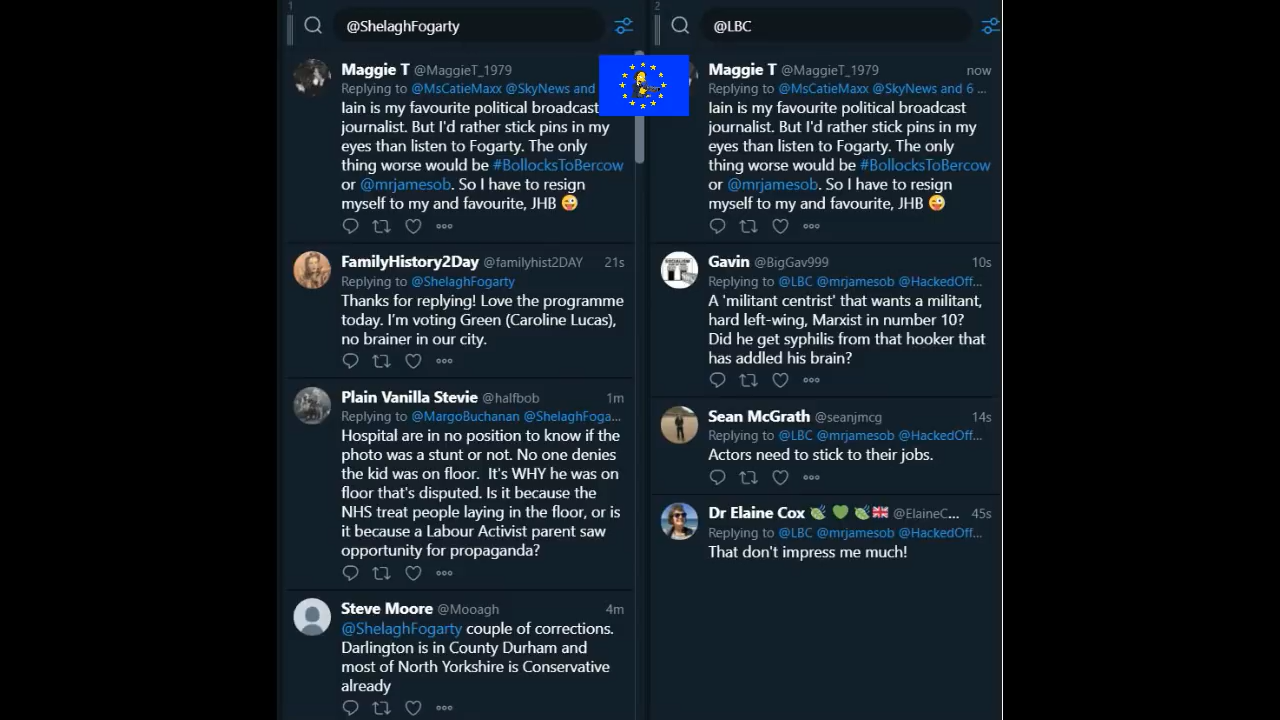 1
@ShelaghFogarty
Maggie T @MaggieT_1979
Replying to @MsCatieMaxx @SkyNews and
Iain is my favourite political broadcast
journalist. But I'd rather stick pins in my
eyes than listen to Fogarty. The only
thing worse would be #BollocksToBercow
or @mrjamesob. So I have to resign
myself to my and favourite, JHB 😜
FamilyHistory2Day @familyhist2DAY 21s
Replying to @ShelaghFogarty
Thanks for replying! Love the programme
today. I'm voting Green (Caroline Lucas),
no brainer in our city.
Plain Vanilla Stevie @halfbob 1m
Replying to @MargoBuchanan @ShelaghFoga...
Hospital are in no position to know if the
photo was a stunt or not. No one denies
the kid was on floor. It's WHY he was on
floor that's disputed. Is it because the
NHS treat people laying in the floor, or is
it because a Labour Activist parent saw
opportunity for propaganda?
Steve Moore @Mooagh 4m
@ShelaghFogarty couple of corrections.
Darlington is in County Durham and
most of North Yorkshire is Conservative
already
2
@LBC
Maggie T @MaggieT_1979 now
Replying to @MsCatieMaxx @SkyNews and 6 ...
Iain is my favourite political broadcast
journalist. But I'd rather stick pins in my
eyes than listen to Fogarty. The only
thing worse would be #BollocksToBercow
or @mrjamesob. So I have to resign
myself to my and favourite, JHB 😜
Gavin @BigGav999 10s
Replying to @LBC @mrjamesob @HackedOff...
A 'militant centrist' that wants a militant,
hard left-wing, Marxist in number 10?
Did he get syphilis from that hooker that
has addled his brain?
Sean McGrath @seanjmcg 14s
Replying to @LBC @mrjamesob @HackedOff...
Actors need to stick to their jobs.
Dr Elaine Cox 🍃 💚 🍃🇬🇧 @ElaineC... 45s
Replying to @LBC @mrjamesob @HackedOff...
That don't impress me much!